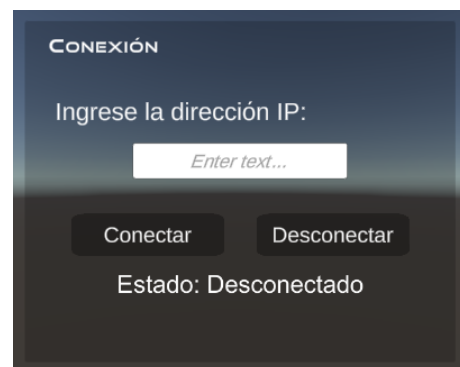 Conexión
Ingrese la dirección IP:
Enter text...
Conectar Desconectar
Estado: Desconectado